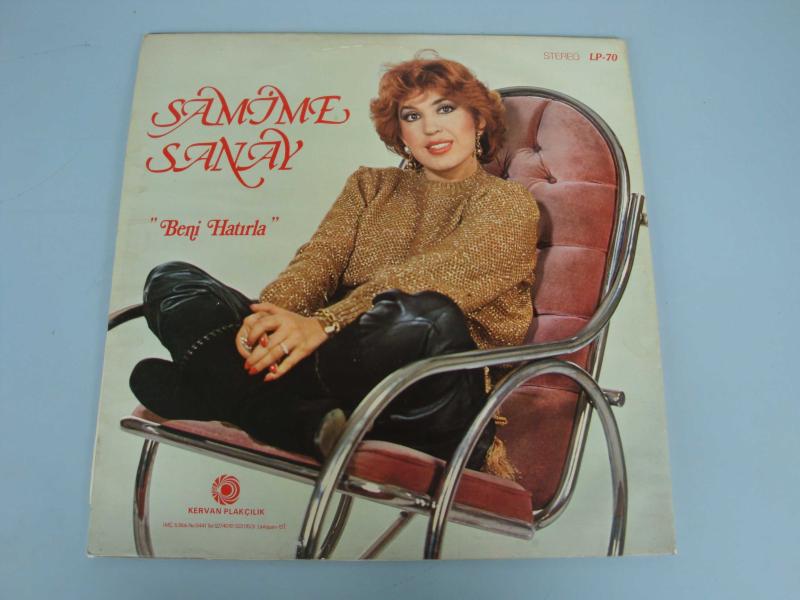 STEREO LP-70
SAMİME
SANAY
"Beni Hatırla"
KERVAN PLAKÇILIK